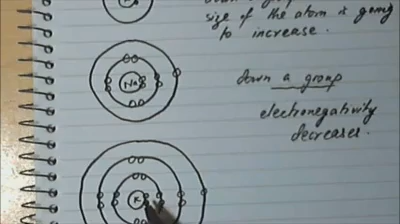 size of the atom is going
to increase.
Na
down a group
electronegativity
decreases.
K